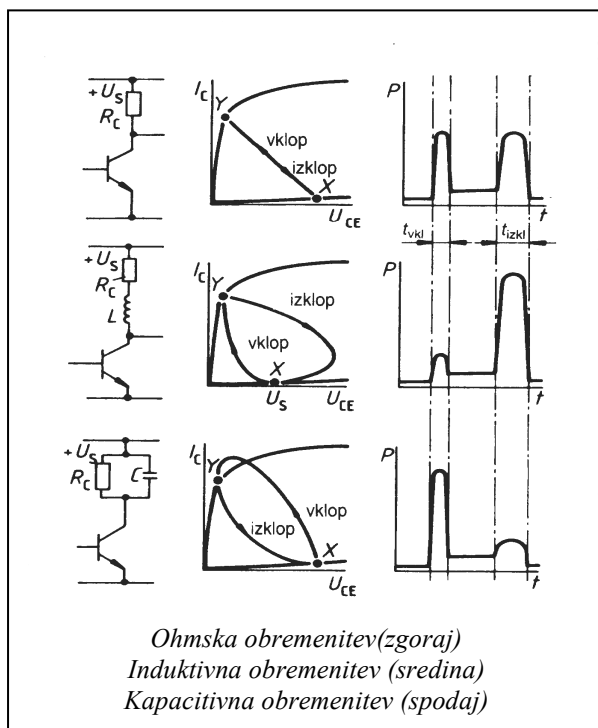 + U_S
R_C
I_C
Y
vklop
izklop
X
U_CE
P
t
t_vkl
t_izkl
+ U_S
R_C
L
I_C
Y
izklop
vklop
X
U_S
U_CE
P
t
+ U_S
R_C
C
I_C
Y
vklop
izklop
X
U_CE
P
t
Ohmska obremenitev(zgoraj)
Induktivna obremenitev (sredina)
Kapacitivna obremenitev (spodaj)